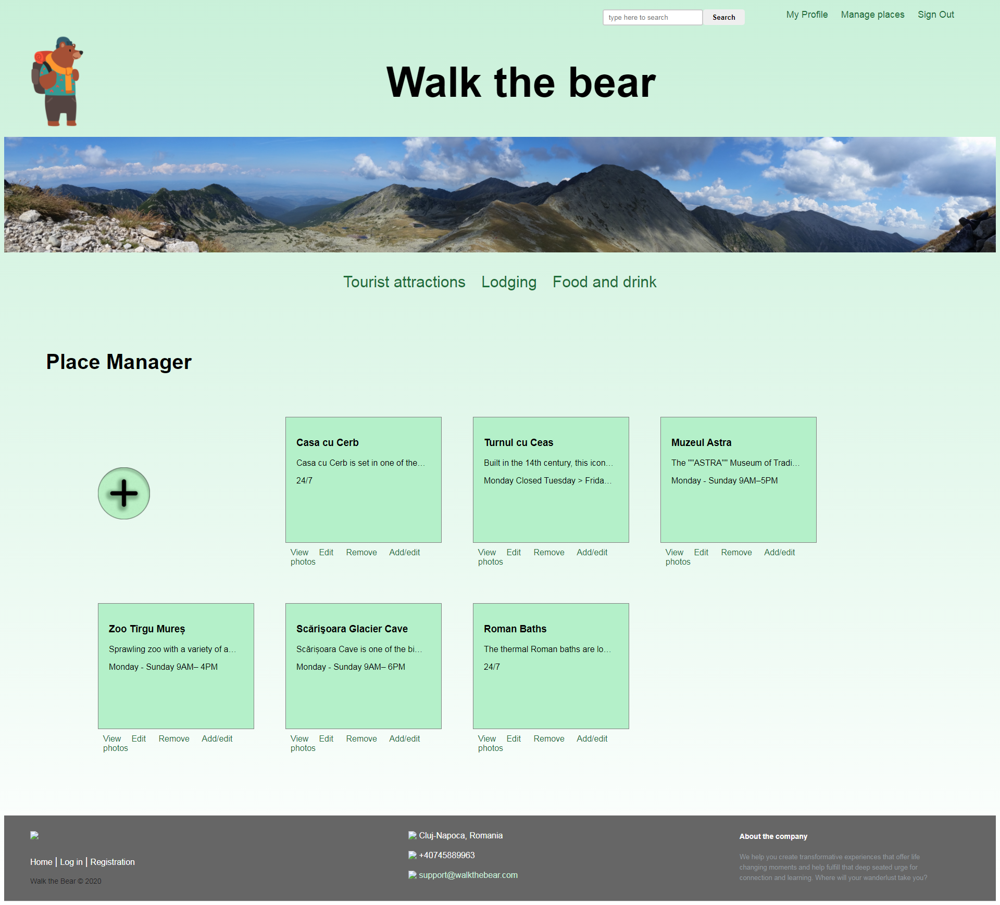 type here to search
Search
My Profile
Manage places
Sign Out
Walk the bear
Tourist attractions
Lodging
Food and drink
Place Manager
Casa cu Cerb
Casa cu Cerb is set in one of the…
24/7
View Edit Remove Add/edit
photos
Turnul cu Ceas
Built in the 14th century, this icon…
Monday Closed Tuesday > Frida…
View Edit Remove Add/edit
photos
Muzeul Astra
The ""ASTRA"" Museum of Tradi…
Monday - Sunday 9AM–5PM
View Edit Remove Add/edit
photos
Zoo Tîrgu Mureș
Sprawling zoo with a variety of a…
Monday - Sunday 9AM– 4PM
View Edit Remove Add/edit
photos
Scărişoara Glacier Cave
Scărișoara Cave is one of the bi…
Monday - Sunday 9AM– 6PM
View Edit Remove Add/edit
photos
Roman Baths
The thermal Roman baths are lo…
24/7
View Edit Remove Add/edit
photos
Home | Log in | Registration
Walk the Bear © 2020
Cluj-Napoca, Romania
+40745889963
support@walkthebear.com
About the company
We help you create transformative experiences that offer life
changing moments and help fulfill that deep seated urge for
connection and learning. Where will your wanderlust take you?